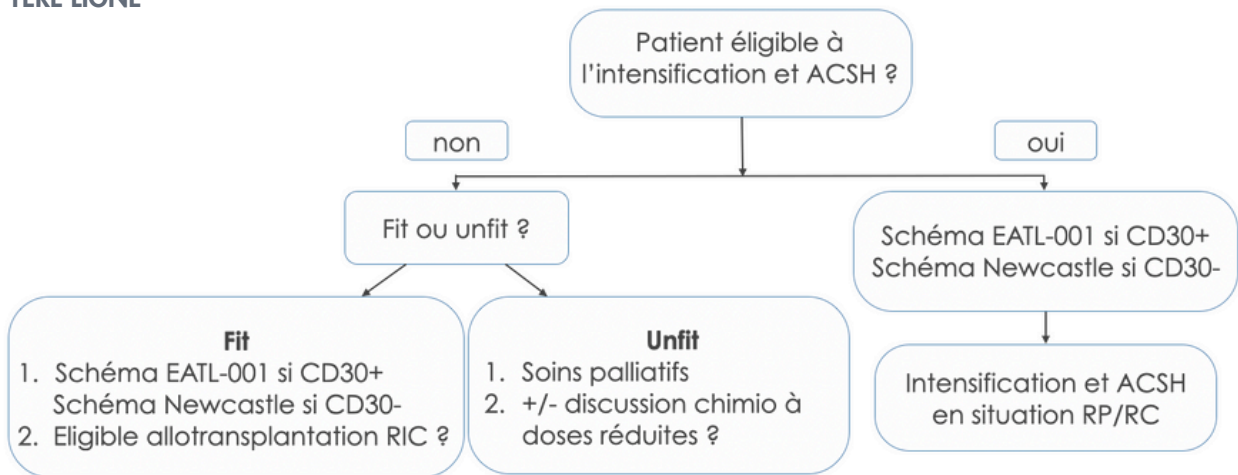 1ÈRE LIGNE
Patient éligible à
l'intensification et ACSH ?
non
oui
Fit ou unfit ?
Schéma EATL-001 si CD30+
Schéma Newcastle si CD30-
Fit
1. Schéma EATL-001 si CD30+
Schéma Newcastle si CD30-
2. Eligible allotransplantation RIC ?
Unfit
1. Soins palliatifs
2. +/- discussion chimio à
doses réduites ?
Intensification et ACSH
en situation RP/RC